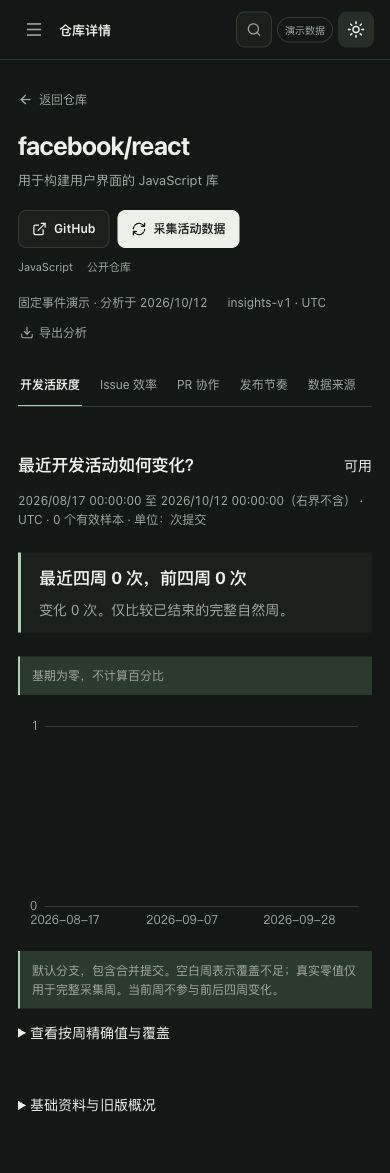 仓库详情
演示数据
返回仓库
facebook/react
用于构建用户界面的 JavaScript 库
GitHub
采集活动数据
JavaScript 公开仓库
固定事件演示 · 分析于 2026/10/12 insights-v1 · UTC
导出分析
开发活跃度 Issue 效率 PR 协作 发布节奏 数据来源
最近开发活动如何变化? 可用
2026/08/17 00:00:00 至 2026/10/12 00:00:00（右界不含） ·
UTC · 0 个有效样本 · 单位：次提交
最近四周 0 次，前四周 0 次
变化 0 次。仅比较已结束的完整自然周。
基期为零，不计算百分比
1
0
2026-08-17 2026-09-07 2026-09-28
默认分支，包含合并提交。空白周表示覆盖不足；真实零值仅
用于完整采集周。当前周不参与前后四周变化。
查看按周精确值与覆盖
基础资料与旧版概况